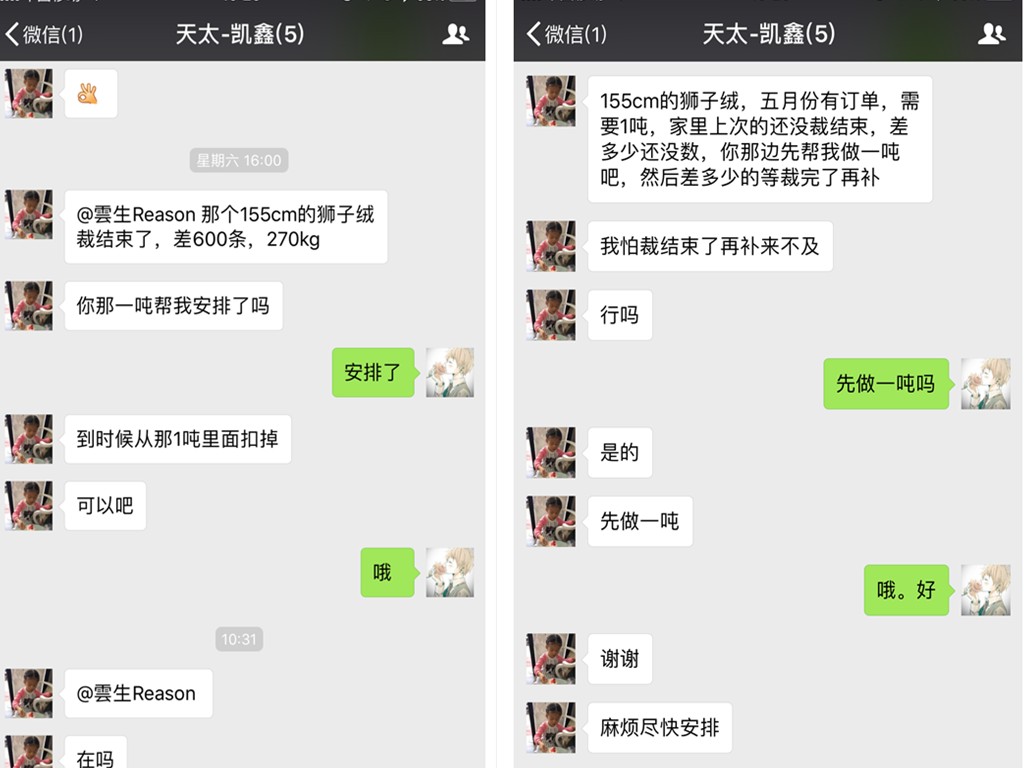 微信(1)
天太-凯鑫(5)
星期六 16:00
@雲生Reason 那个155cm的狮子绒
裁结束了，差600条，270kg
你那一吨帮我安排了吗
安排了
到时候从那1吨里面扣掉
可以吧
哦
10:31
@雲生Reason
在吗
微信(1)
天太-凯鑫(5)
155cm的狮子绒，五月份有订单，需
要1吨，家里上次的还没裁结束，差
多少还没数，你那边先帮我做一吨
吧，然后差多少的等裁完了再补
我怕裁结束了再补来不及
行吗
先做一吨吗
是的
先做一吨
哦。好
谢谢
麻烦尽快安排